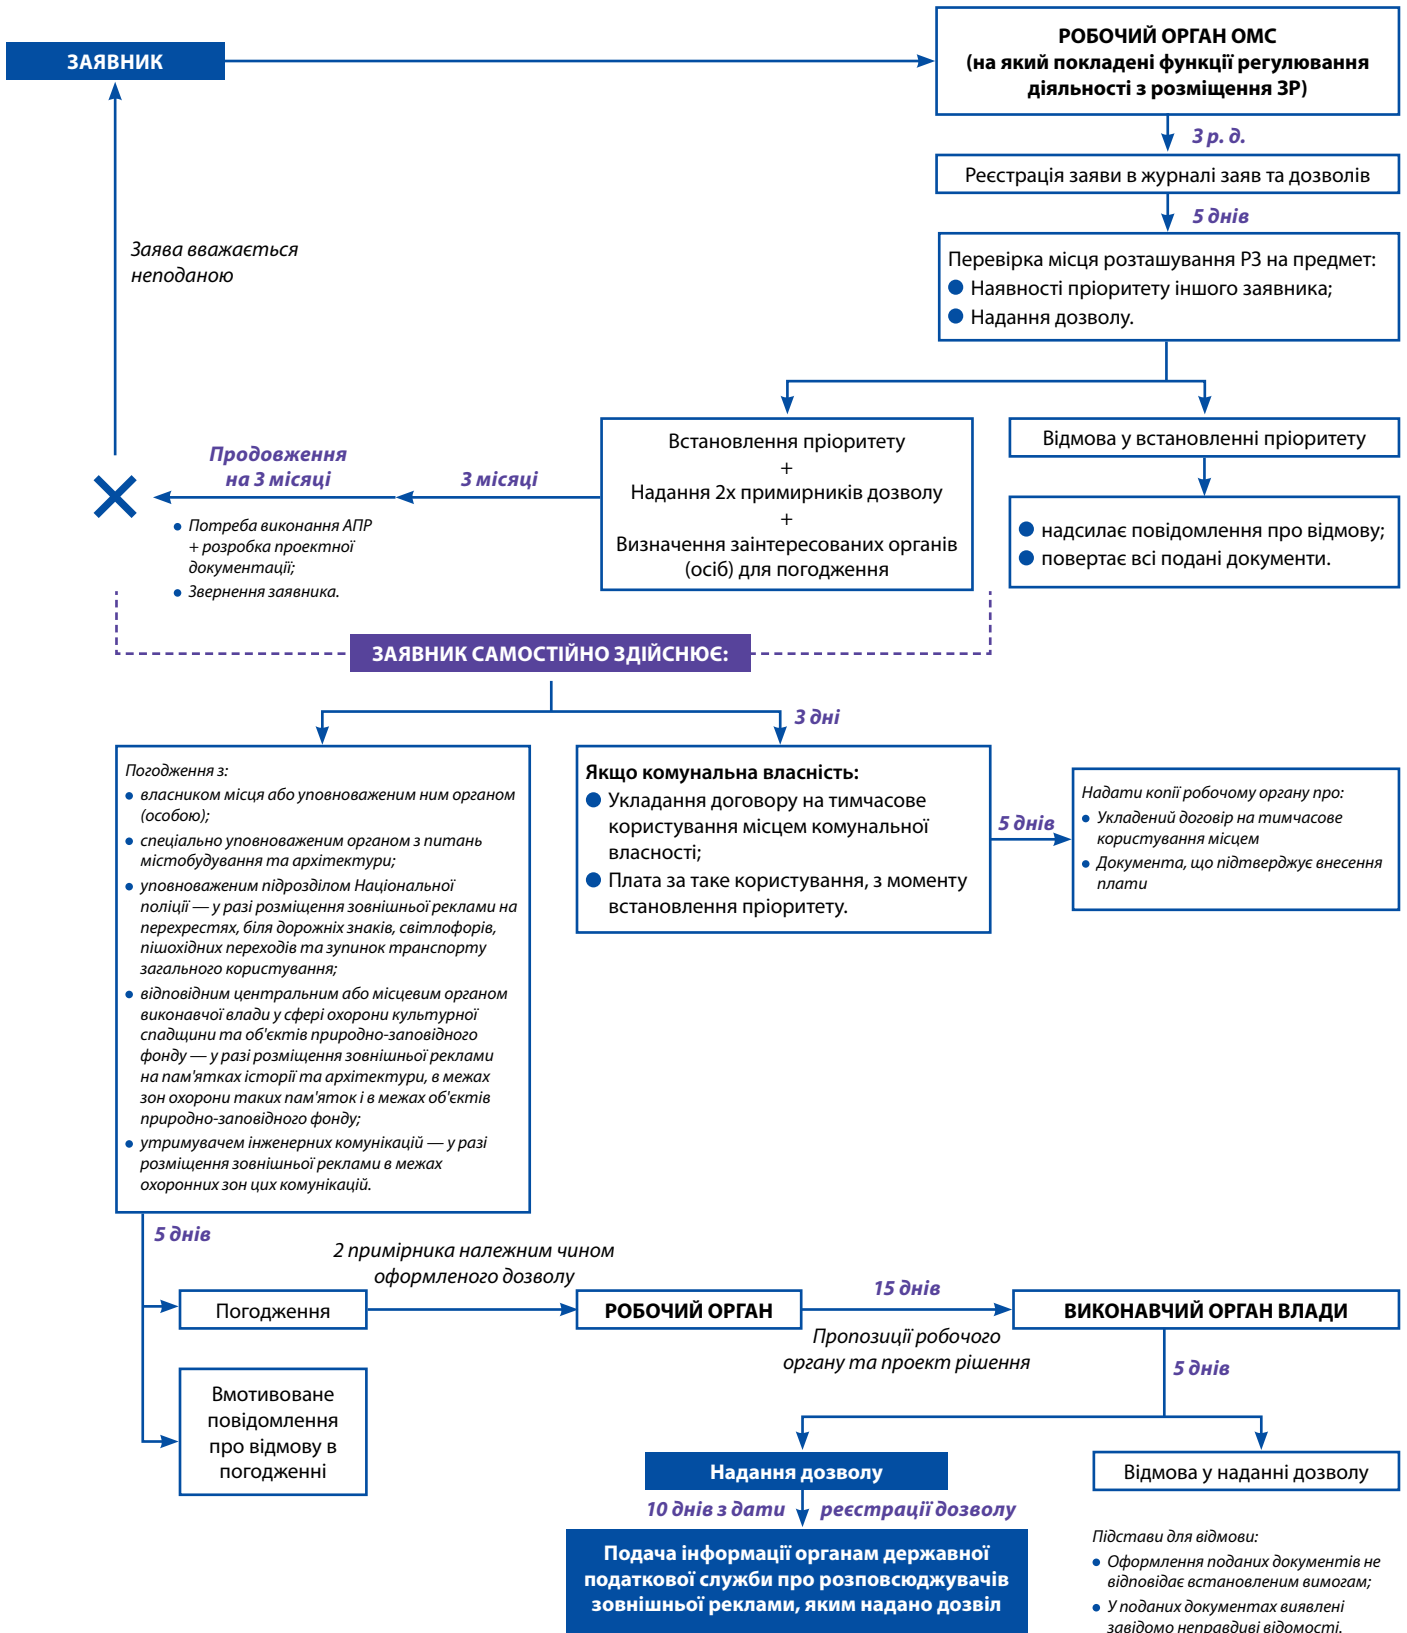 ЗАЯВНИК
РОБОЧИЙ ОРГАН ОМС
(на який покладені функції регулювання
діяльності з розміщення ЗР)
3 р. д.
Реєстрація заяви в журналі заяв та дозволів
5 днів
Перевірка місця розташування РЗ на предмет:
● Наявності пріоритету іншого заявника;
● Надання дозволу.
Заява вважається
неподаною
Встановлення пріоритету
+
Надання 2х примирників дозволу
+
Визначення заінтересованих органів
(осіб) для погодження
Відмова у встановленні пріоритету
● надсилає повідомлення про відмову;
● повертає всі подані документи.
3 місяці
Продовження
на 3 місяці
● Потреба виконання АПР
+ розробка проектної
документації;
● Звернення заявника.
ЗАЯВНИК САМОСТІЙНО ЗДІЙСНЮЄ:
3 дні
Погодження з:
● власником місця або уповноваженим ним органом
(особою);
● спеціально уповноваженим органом з питань
містобудування та архітектури;
● уповноваженим підрозділом Національної
поліції — у разі розміщення зовнішньої реклами на
перехрестях, біля дорожніх знаків, світлофорів,
пішохідних переходів та зупинок транспорту
загального користування;
● відповідним центральним або місцевим органом
виконавчої влади у сфері охорони культурної
спадщини та об'єктів природно-заповідного
фонду — у разі розміщення зовнішньої реклами
на пам'ятках історії та архітектури, в межах
зон охорони таких пам'яток і в межах об'єктів
природно-заповідного фонду;
● утримувачем інженерних комунікацій — у разі
розміщення зовнішньої реклами в межах
охоронних зон цих комунікацій.
Якщо комунальна власність:
● Укладання договору на тимчасове
користування місцем комунальної
власності;
● Плата за таке користування, з моменту
встановлення пріоритету.
5 днів
Надати копії робочому органу про:
● Укладений договір на тимчасове
користування місцем
● Документа, що підтверджує внесення
плати
5 днів
Погодження
2 примірника належним чином
оформленого дозволу
РОБОЧИЙ ОРГАН
15 днів
Пропозиції робочого
органу та проект рішення
ВИКОНАВЧИЙ ОРГАН ВЛАДИ
5 днів
Вмотивоване
повідомлення
про відмову в
погодженні
Надання дозволу
Відмова у наданні дозволу
10 днів з дати реєстрації дозволу
Подача інформації органам державної
податкової служби про розповсюджувачів
зовнішньої реклами, яким надано дозвіл
Підстави для відмови:
● Оформлення поданих документів не
відповідає встановленим вимогам;
● У поданих документах виявлені
завідомо неправдиві відомості.